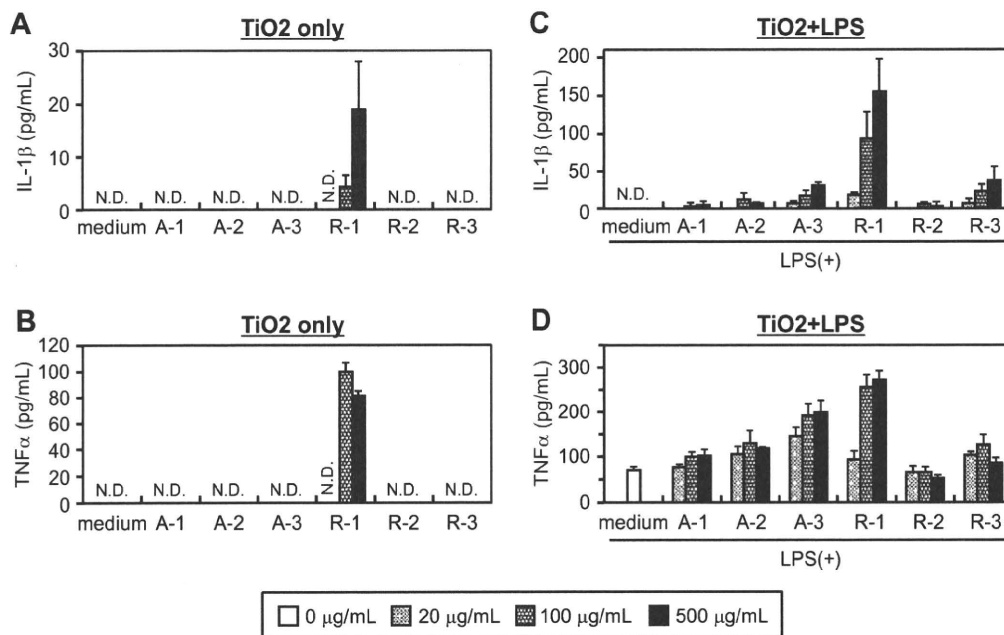 A
TiO2 only
IL-1β (pg/mL)
30
20
10
0
N.D. N.D. N.D. N.D. N.D. N.D. N.D.
medium A-1 A-2 A-3 R-1 R-2 R-3
C
TiO2+LPS
IL-1β (pg/mL)
200
150
100
50
0
N.D.
medium A-1 A-2 A-3 R-1 R-2 R-3
LPS(+)
B
TiO2 only
TNFα (pg/mL)
120
100
80
60
40
20
0
N.D. N.D. N.D. N.D. N.D. N.D. N.D.
medium A-1 A-2 A-3 R-1 R-2 R-3
D
TiO2+LPS
TNFα (pg/mL)
300
200
100
50
0
medium A-1 A-2 A-3 R-1 R-2 R-3
LPS(+)
0 μg/mL 20 μg/mL 100 μg/mL 500 μg/mL